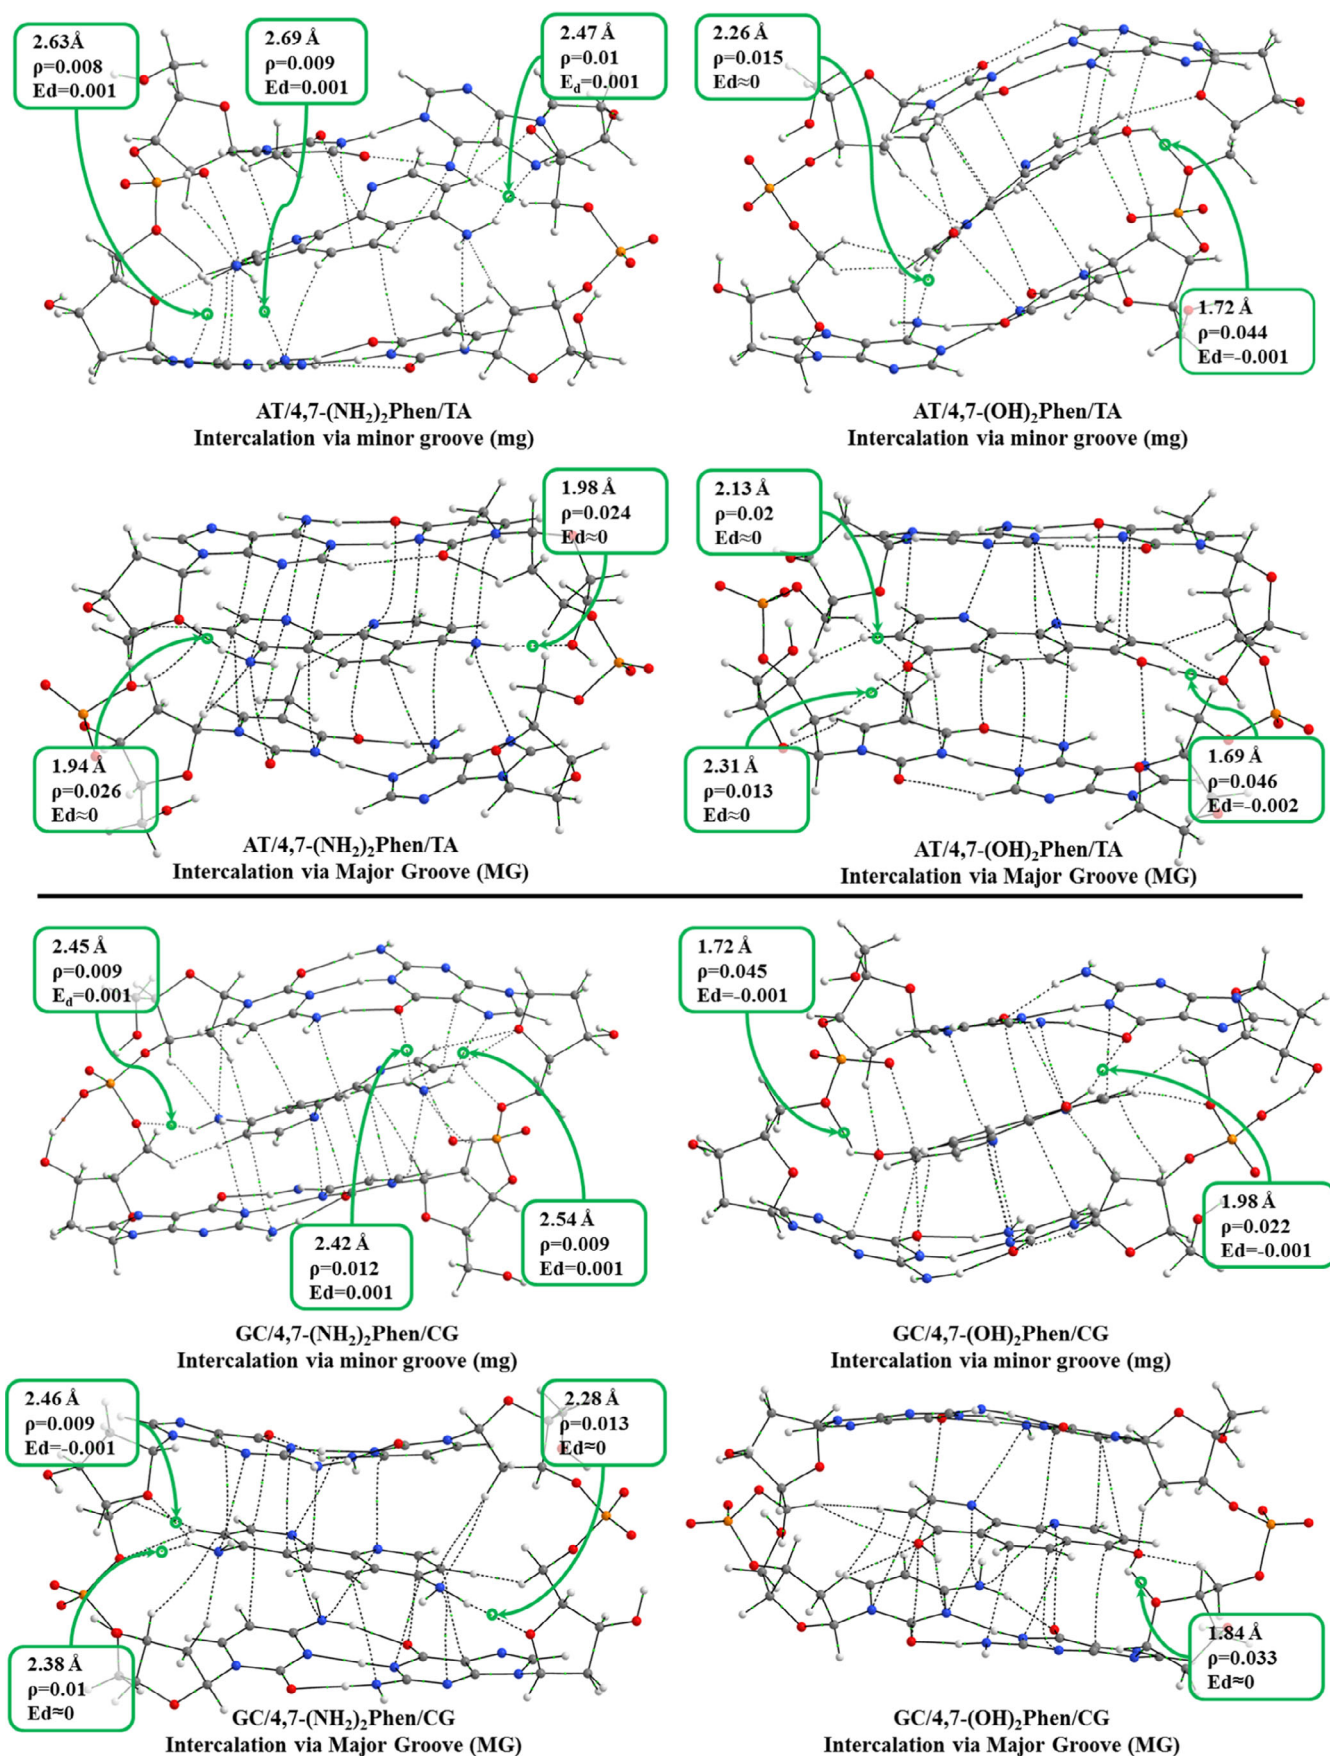 2.63Å
ρ=0.008
Ed=0.001
2.69 Å
ρ=0.009
Ed=0.001
2.47 Å
ρ=0.01
E_d=0.001
AT/4,7-(NH₂)₂Phen/TA
Intercalation via minor groove (mg)
2.26 Å
ρ=0.015
Ed≈0
1.72 Å
ρ=0.044
Ed=-0.001
AT/4,7-(OH)₂Phen/TA
Intercalation via minor groove (mg)
1.98 Å
ρ=0.024
Ed≈0
1.94 Å
ρ=0.026
Ed≈0
AT/4,7-(NH₂)₂Phen/TA
Intercalation via Major Groove (MG)
2.13 Å
ρ=0.02
Ed≈0
2.31 Å
ρ=0.013
Ed≈0
1.69 Å
ρ=0.046
Ed=-0.002
AT/4,7-(OH)₂Phen/TA
Intercalation via Major Groove (MG)
2.45 Å
ρ=0.009
E_d=0.001
2.42 Å
ρ=0.012
Ed=0.001
2.54 Å
ρ=0.009
Ed=0.001
GC/4,7-(NH₂)₂Phen/CG
Intercalation via minor groove (mg)
1.72 Å
ρ=0.045
Ed=-0.001
1.98 Å
ρ=0.022
Ed=-0.001
GC/4,7-(OH)₂Phen/CG
Intercalation via minor groove (mg)
2.46 Å
ρ=0.009
Ed=-0.001
2.28 Å
ρ=0.013
Ed≈0
2.38 Å
ρ=0.01
Ed≈0
GC/4,7-(NH₂)₂Phen/CG
Intercalation via Major Groove (MG)
1.84 Å
ρ=0.033
Ed≈0
GC/4,7-(OH)₂Phen/CG
Intercalation via Major Groove (MG)